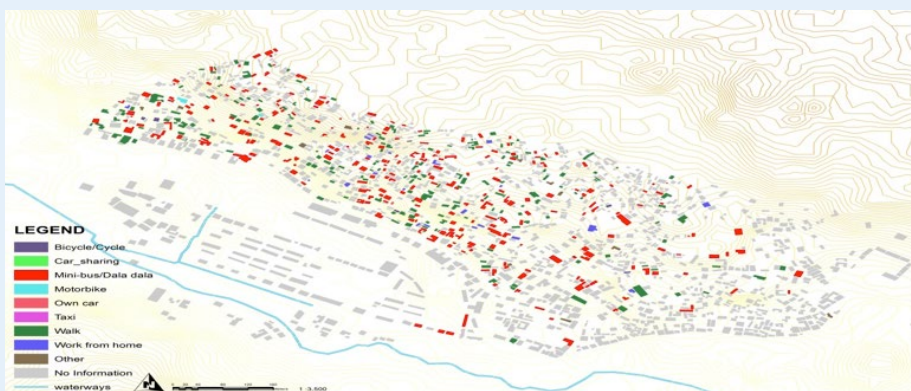 LEGEND
Bicycle/Cycle
Car_sharing
Mini-bus/Dala dala
Motorbike
Own car
Taxi
Walk
Work from home
Other
No Information
waterways
N
1 :3,500